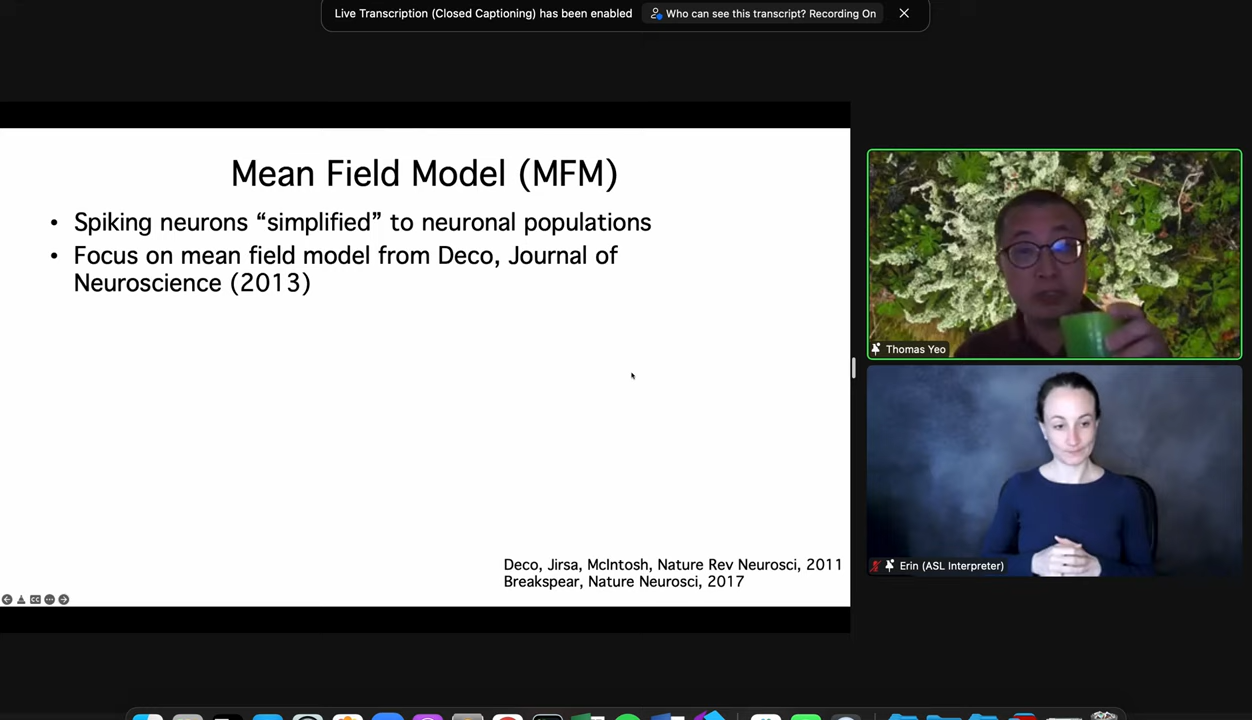 Live Transcription (Closed Captioning) has been enabled
Who can see this transcript? Recording On
Mean Field Model (MFM)
• Spiking neurons “simplified” to neuronal populations
• Focus on mean field model from Deco, Journal of
Neuroscience (2013)
Deco, Jirsa, McIntosh, Nature Rev Neurosci, 2011
Breakspear, Nature Neurosci, 2017
Thomas Yeo
Erin (ASL Interpreter)